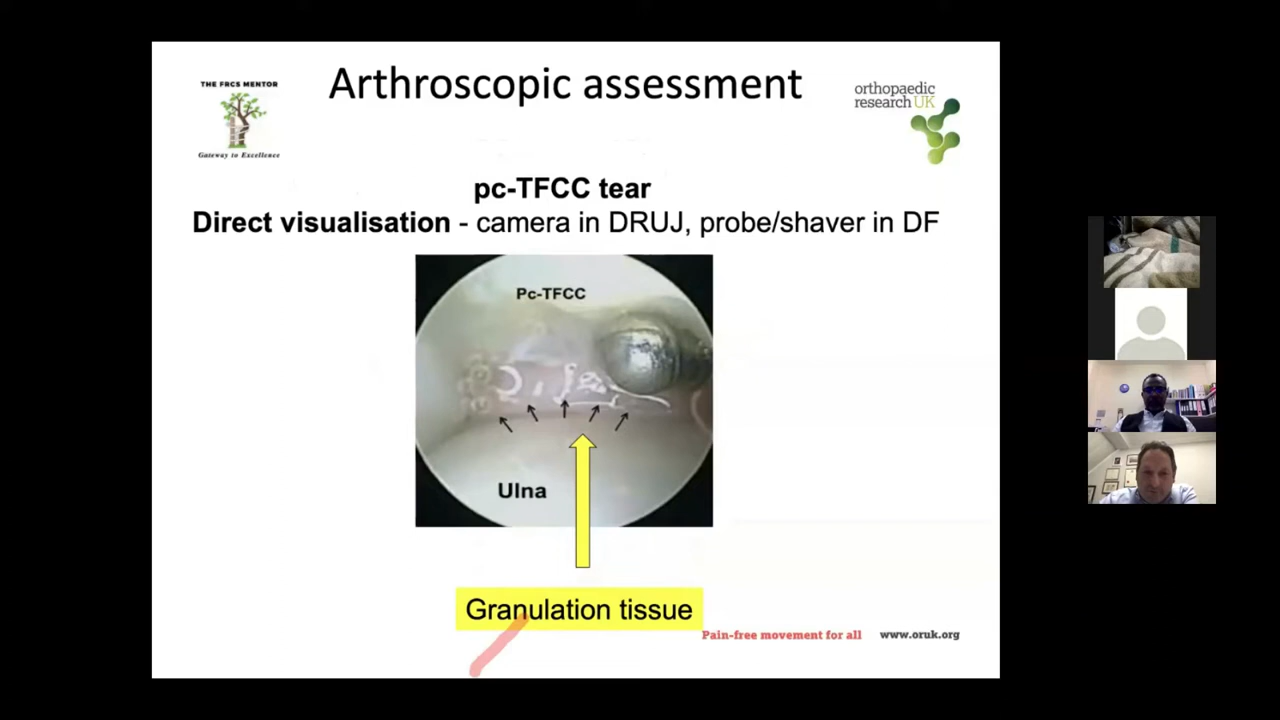 THE FRCS MENTOR
Gateway to Excellence
Arthroscopic assessment
orthopaedic
research UK
pc-TFCC tear
Direct visualisation - camera in DRUJ, probe/shaver in DF
Pc-TFCC
Ulna
Granulation tissue
Pain-free movement for all www.oruk.org